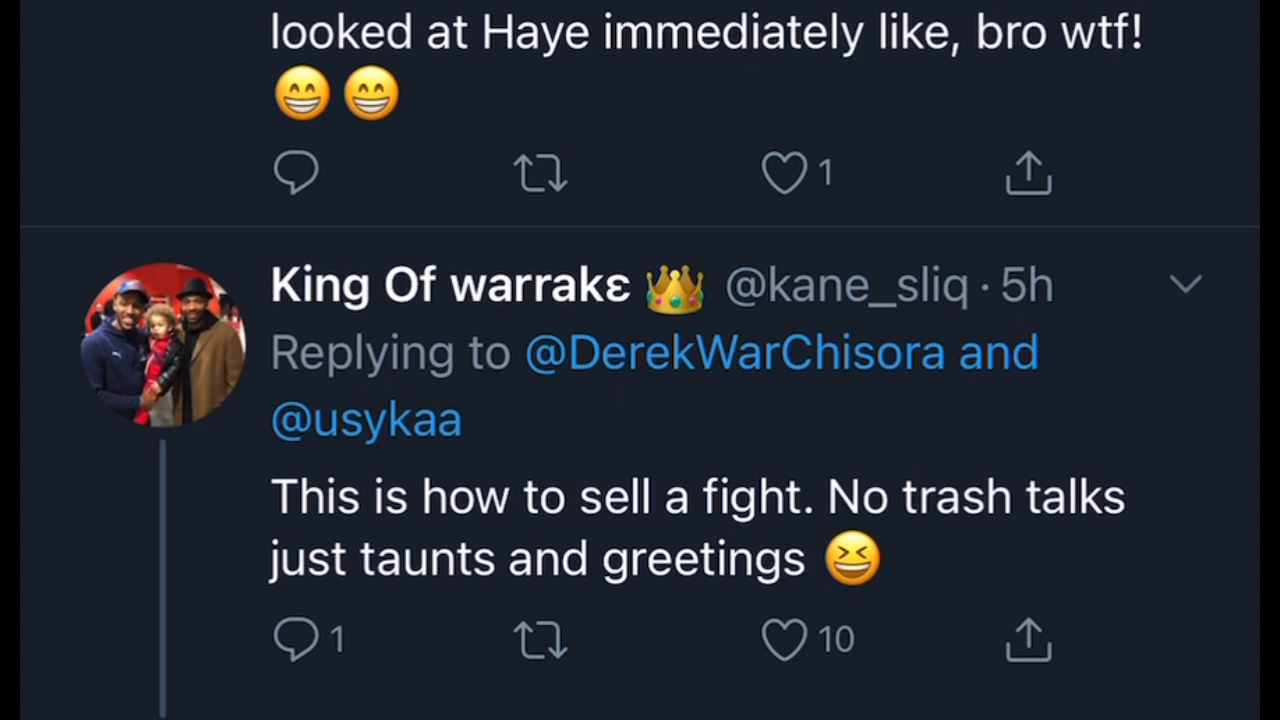 looked at Haye immediately like, bro wtf!
😁 😁
1
King Of warrakɛ 👑 @kane_sliq · 5h
Replying to @DerekWarChisora and
@usykaa
This is how to sell a fight. No trash talks
just taunts and greetings 😆
1 10